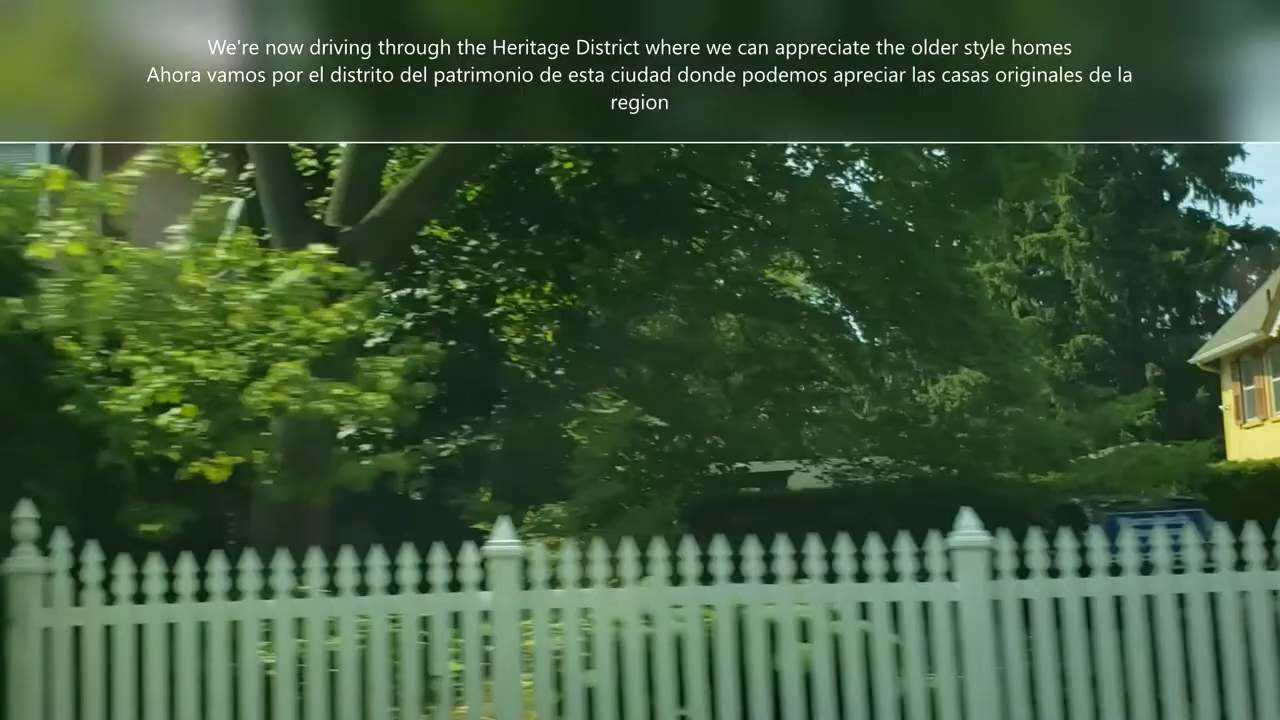 We're now driving through the Heritage District where we can appreciate the older style homes
Ahora vamos por el distrito del patrimonio de esta ciudad donde podemos apreciar las casas originales de la
region